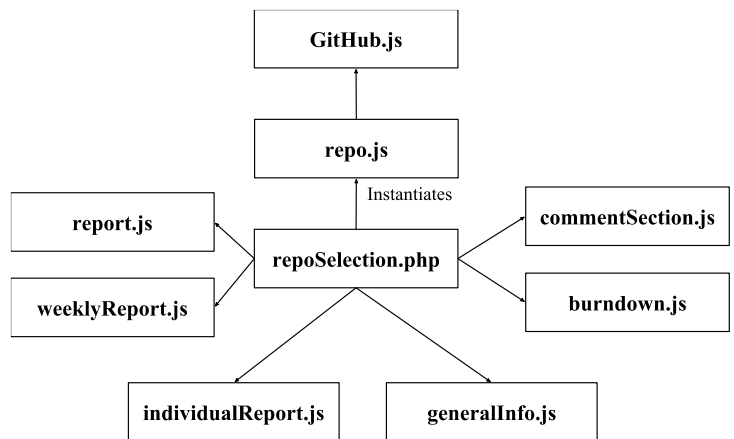 GitHub.js
repo.js
Instantiates
report.js
commentSection.js
repoSelection.php
weeklyReport.js
burndown.js
individualReport.js
generalInfo.js